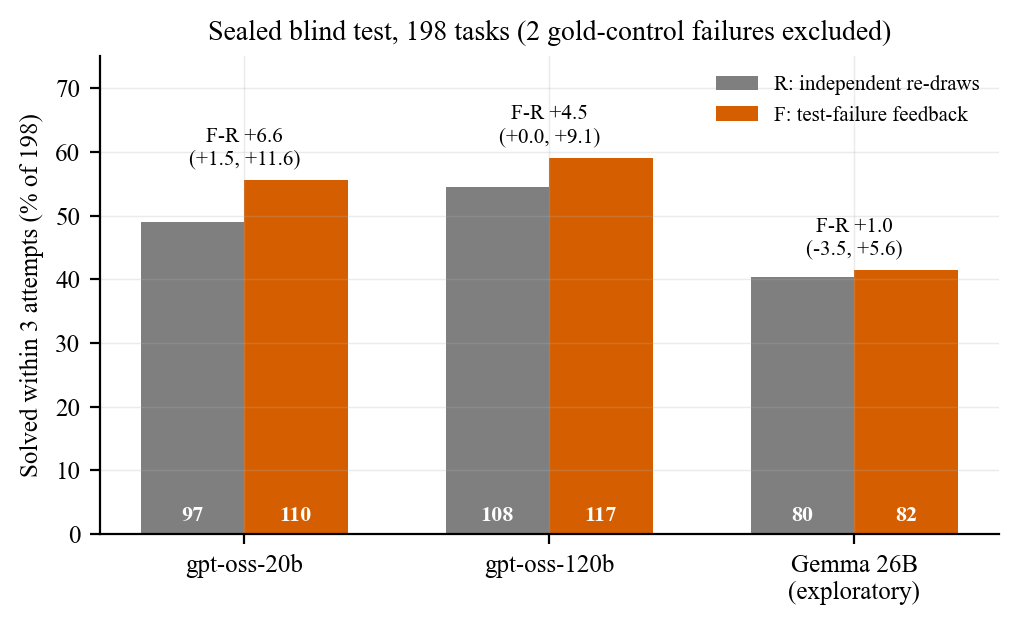 Sealed blind test, 198 tasks (2 gold-control failures excluded)
R: independent re-draws
F: test-failure feedback
Solved within 3 attempts (% of 198)
70
60
50
40
30
20
10
0
F-R +6.6
(+1.5, +11.6)
F-R +4.5
(+0.0, +9.1)
F-R +1.0
(-3.5, +5.6)
97
110
108
117
80
82
gpt-oss-20b
gpt-oss-120b
Gemma 26B
(exploratory)